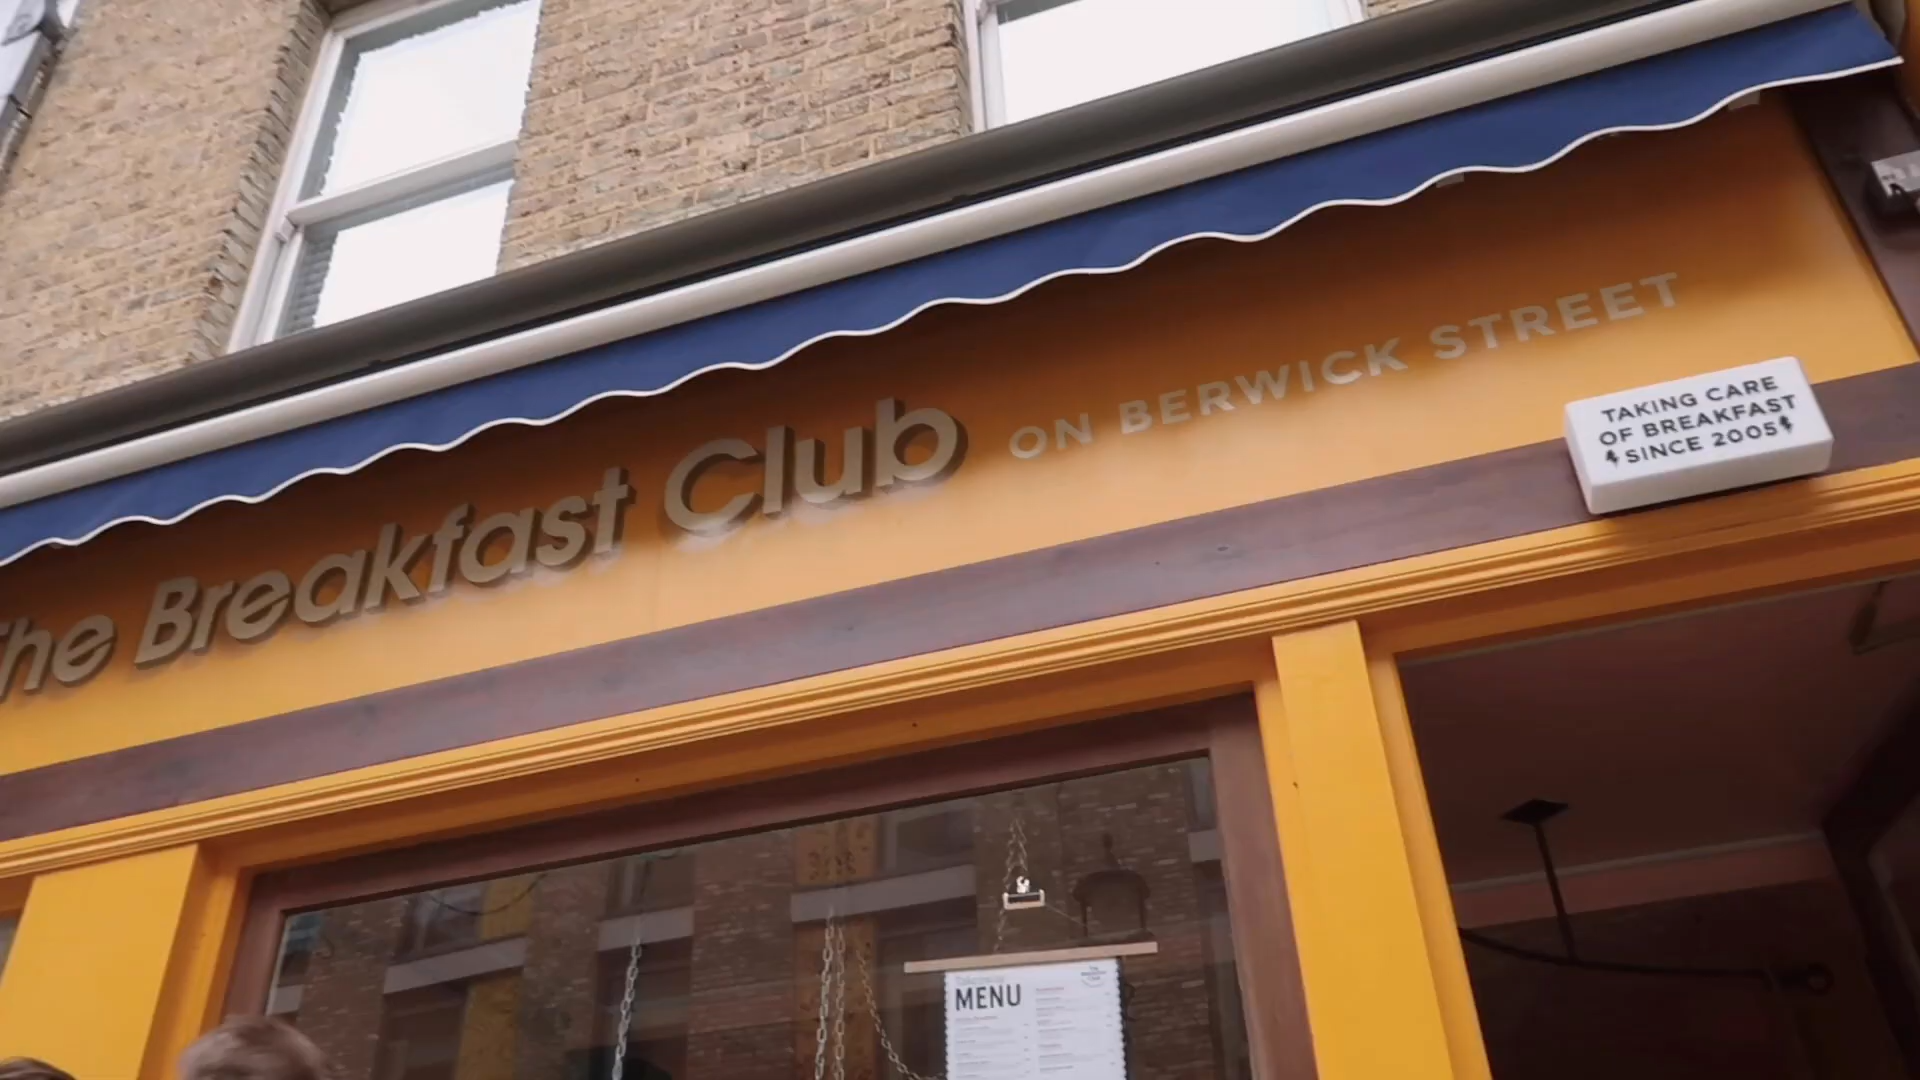 The Breakfast Club ON BERWICK STREET
TAKING CARE
OF BREAKFAST
SINCE 2005
MENU